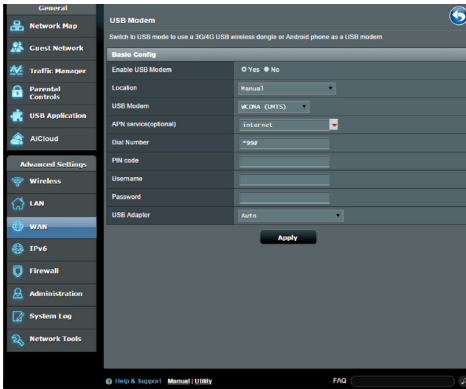 General
Network Map
Guest Network
Traffic Manager
Parental
Controls
USB Application
AiCloud
Advanced Settings
Wireless
LAN
WAN
IPv6
Firewall
Administration
System Log
Network Tools
USB Modem
Switch to USB mode to use a 3G/4G USB wireless dongle or Android phone as a USB modem
Basic Config
Enable USB Modem Yes No
Location Manual
USB Modem WCDMA (UMTS)
APN service(optional) internet
Dial Number *99#
PIN code
Username
Password
USB Adapter Auto
Apply
Help & Support Manual | Utility FAQ